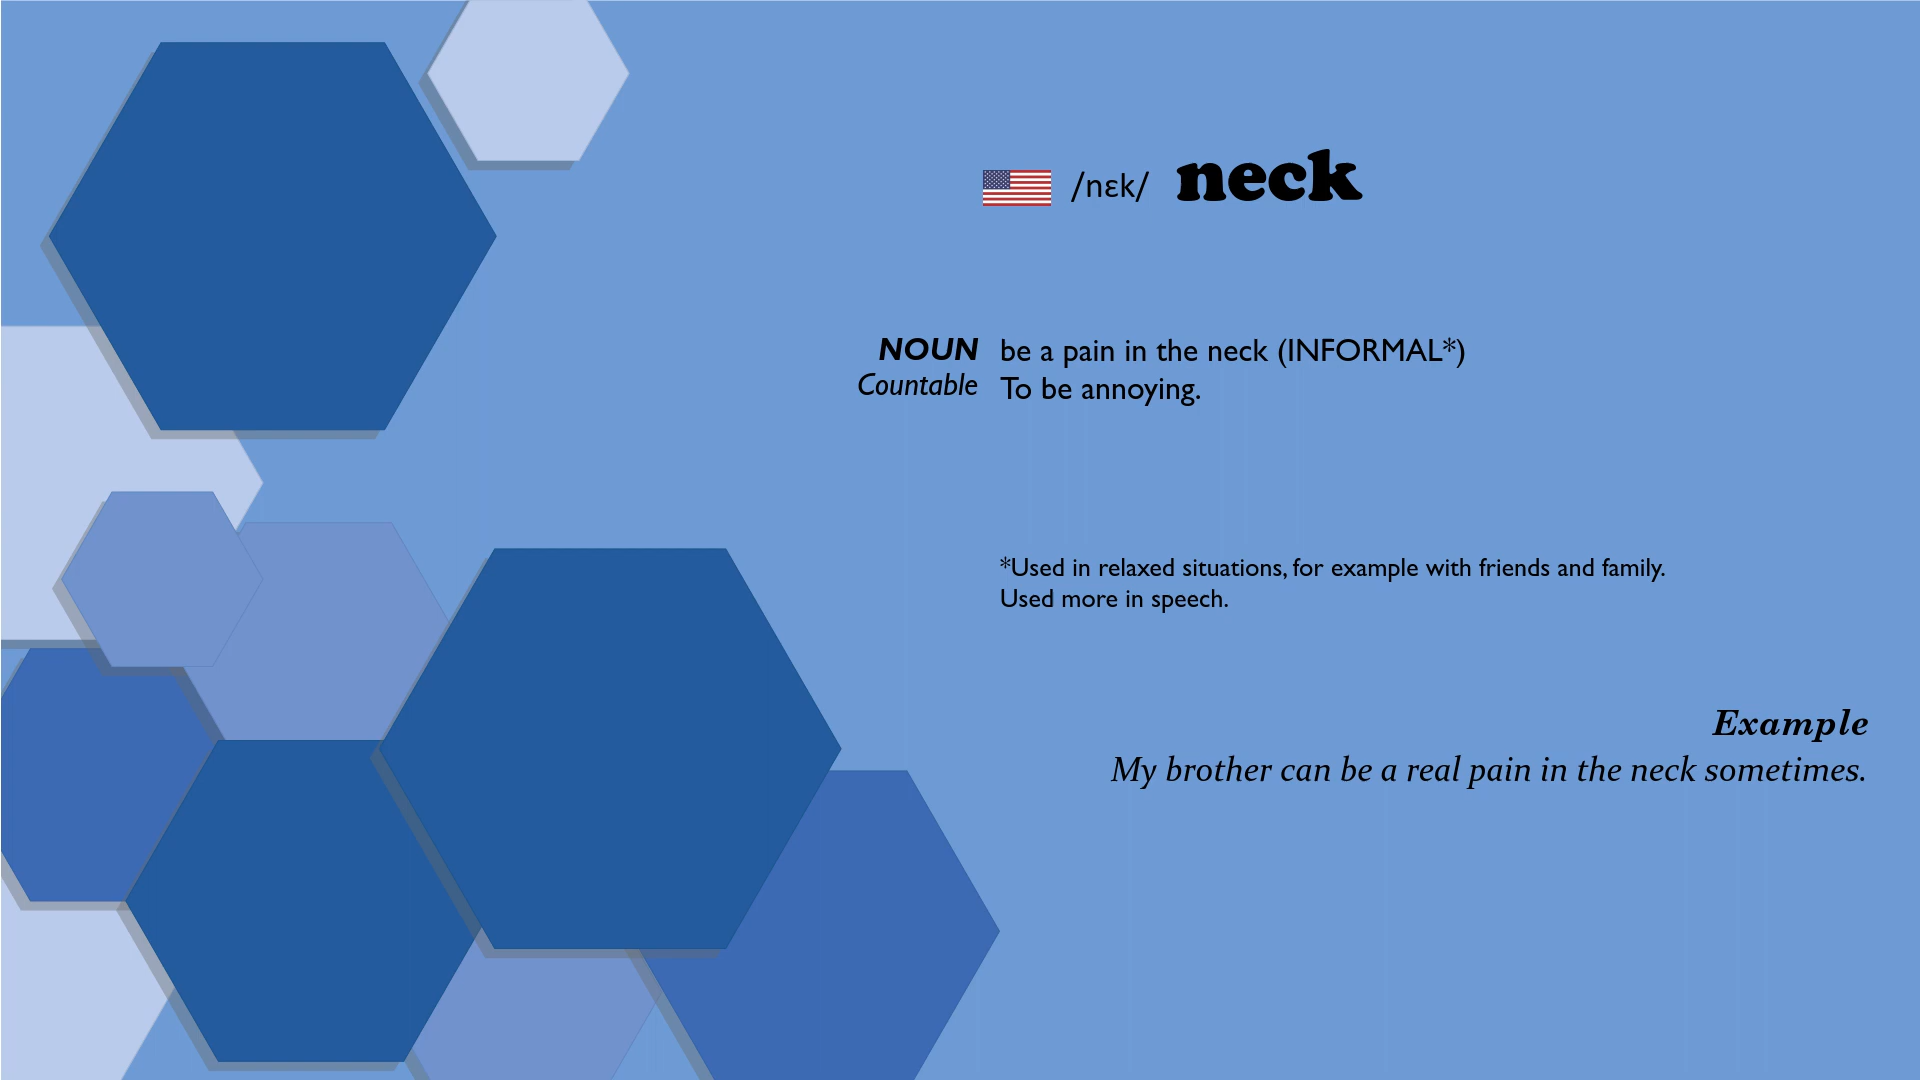 /nɛk/ neck
NOUN be a pain in the neck (INFORMAL*)
Countable To be annoying.
*Used in relaxed situations, for example with friends and family.
Used more in speech.
Example
My brother can be a real pain in the neck sometimes.